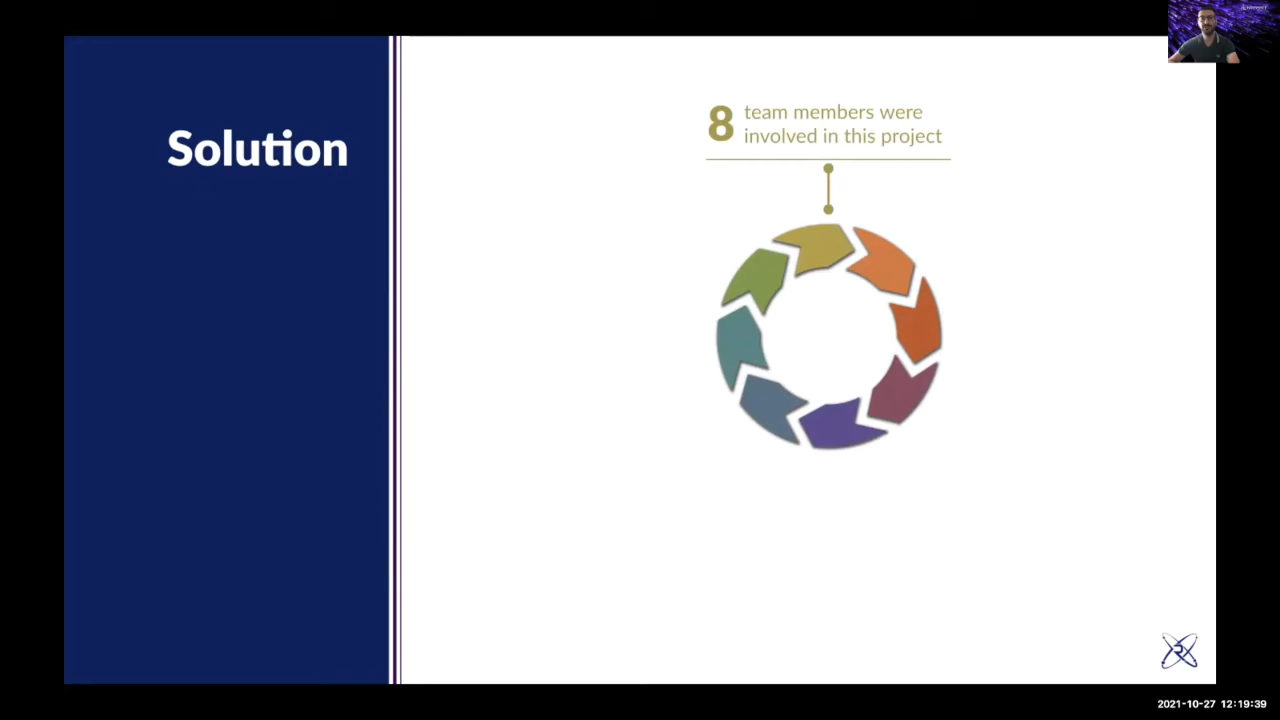 Solution
8 team members were
involved in this project
2021-10-27 12:19:39